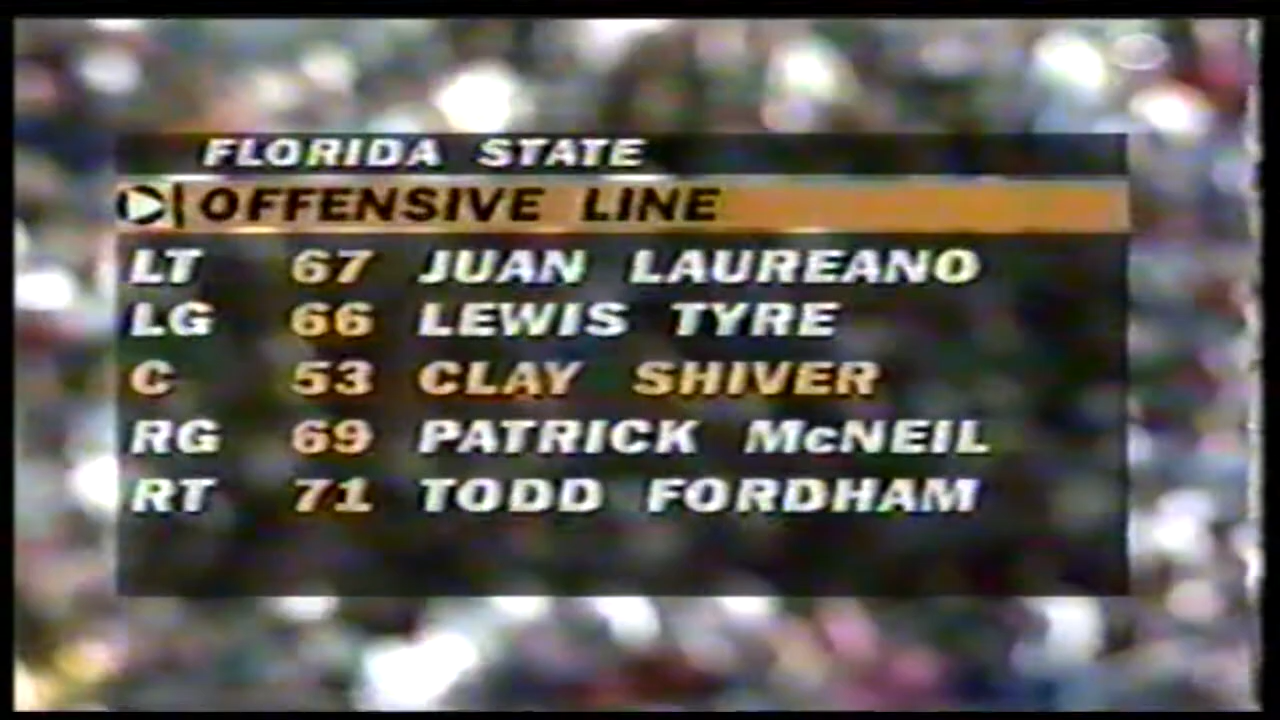 FLORIDA STATE
OFFENSIVE LINE
LT 67 JUAN LAUREANO
LG 66 LEWIS TYRE
C 53 CLAY SHIVER
RG 69 PATRICK McNEIL
RT 71 TODD FORDHAM